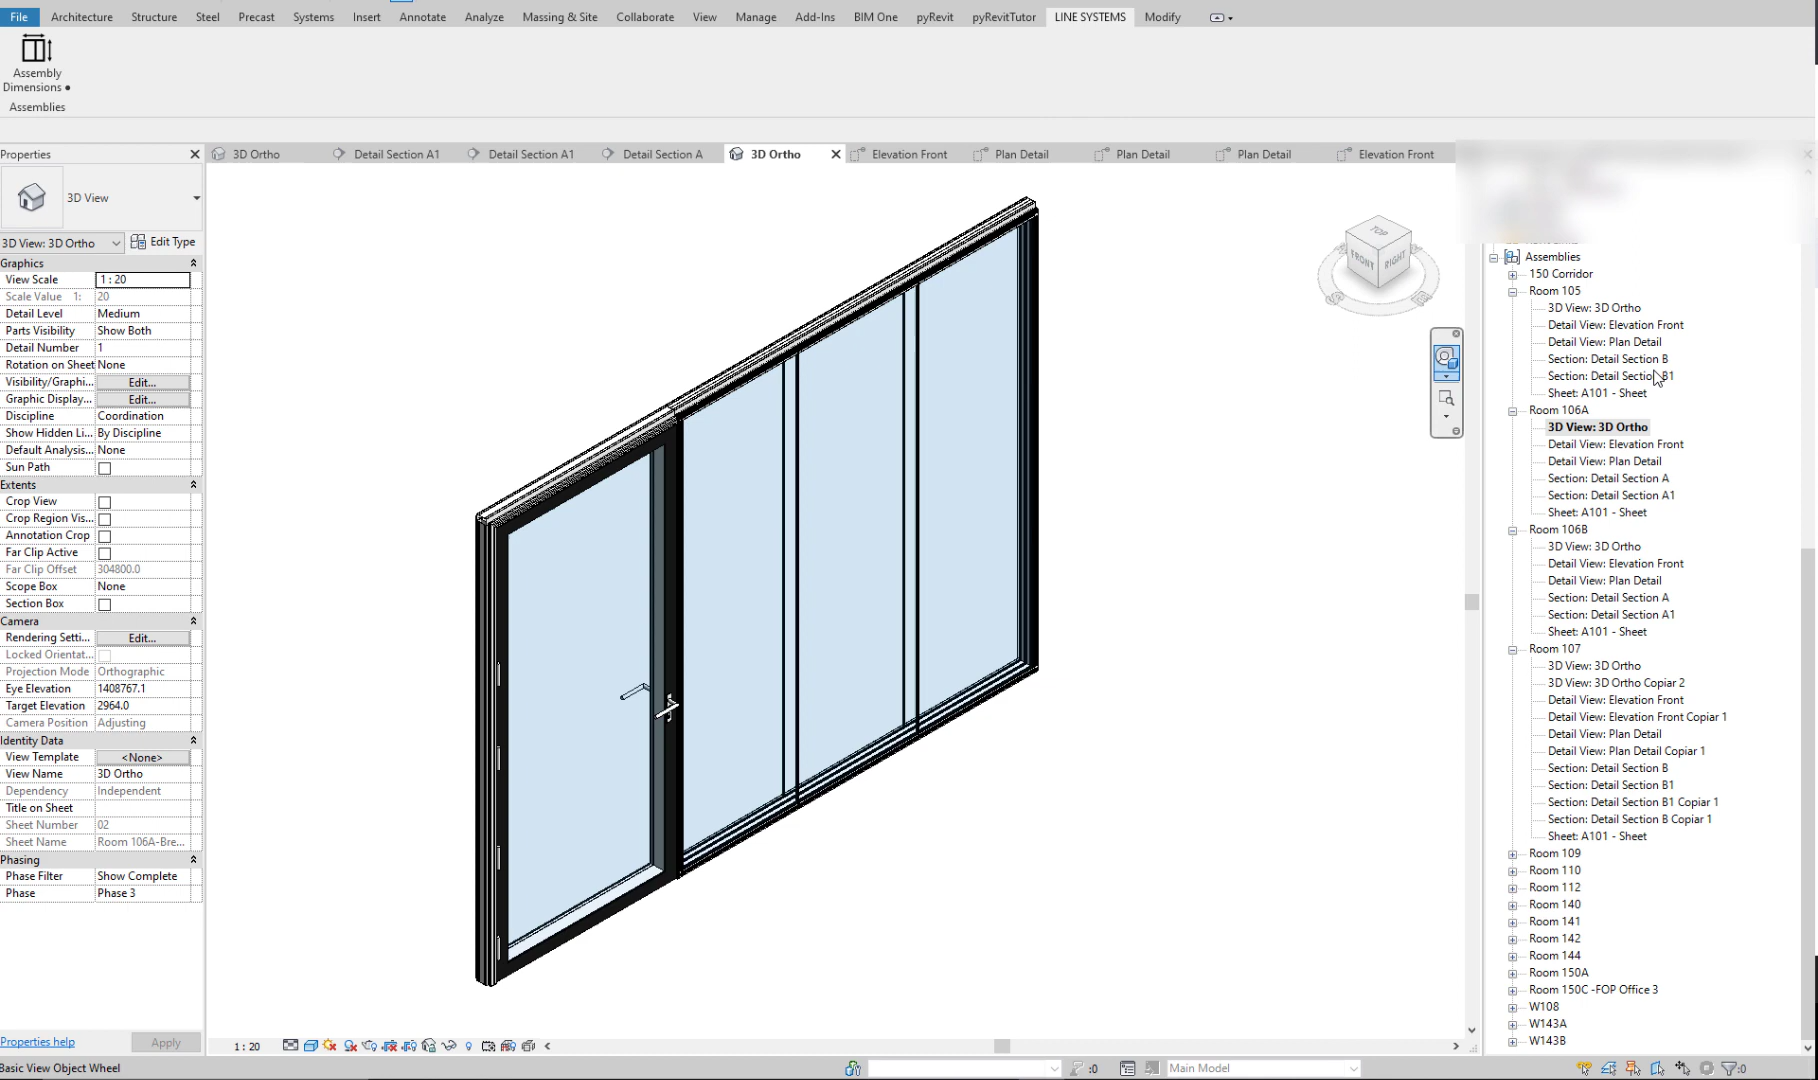 File Architecture Structure Steel Precast Systems Insert Annotate Analyze Massing & Site Collaborate View Manage Add-Ins BIM One pyRevit pyRevitTutor LINE SYSTEMS Modify
Assembly
Dimensions
Assemblies
Properties
3D Ortho Detail Section A1 Detail Section A1 Detail Section A 3D Ortho Elevation Front Plan Detail Plan Detail Plan Detail Elevation Front
3D View
3D View: 3D Ortho Edit Type
Graphics
View Scale 1 : 20
Scale Value 1: 20
Detail Level Medium
Parts Visibility Show Both
Detail Number 1
Rotation on Sheet None
Visibility/Graphi... Edit...
Graphic Display... Edit...
Discipline Coordination
Show Hidden Li... By Discipline
Default Analysis... None
Sun Path
Extents
Crop View
Crop Region Vis...
Annotation Crop
Far Clip Active
Far Clip Offset 304800.0
Scope Box None
Section Box
Camera
Rendering Setti... Edit...
Locked Orientat...
Projection Mode Orthographic
Eye Elevation 1408767.1
Target Elevation 2964.0
Camera Position Adjusting
Identity Data
View Template <None>
View Name 3D Ortho
Dependency Independent
Title on Sheet
Sheet Number 02
Sheet Name Room 106A-Bre...
Phasing
Phase Filter Show Complete
Phase Phase 3
Properties help Apply
TOP
FRONT RIGHT
Assemblies
150 Corridor
Room 105
3D View: 3D Ortho
Detail View: Elevation Front
Detail View: Plan Detail
Section: Detail Section B
Section: Detail Section B1
Sheet: A101 - Sheet
Room 106A
3D View: 3D Ortho
Detail View: Elevation Front
Detail View: Plan Detail
Section: Detail Section A
Section: Detail Section A1
Sheet: A101 - Sheet
Room 106B
3D View: 3D Ortho
Detail View: Elevation Front
Detail View: Plan Detail
Section: Detail Section A
Section: Detail Section A1
Sheet: A101 - Sheet
Room 107
3D View: 3D Ortho
3D View: 3D Ortho Copiar 2
Detail View: Elevation Front
Detail View: Elevation Front Copiar 1
Detail View: Plan Detail
Detail View: Plan Detail Copiar 1
Section: Detail Section B
Section: Detail Section B1
Section: Detail Section B1 Copiar 1
Section: Detail Section B Copiar 1
Sheet: A101 - Sheet
Room 109
Room 110
Room 112
Room 140
Room 141
Room 142
Room 144
Room 150A
Room 150C -FOP Office 3
W108
W143A
W143B
1 : 20
Basic View Object Wheel :0 Main Model :0